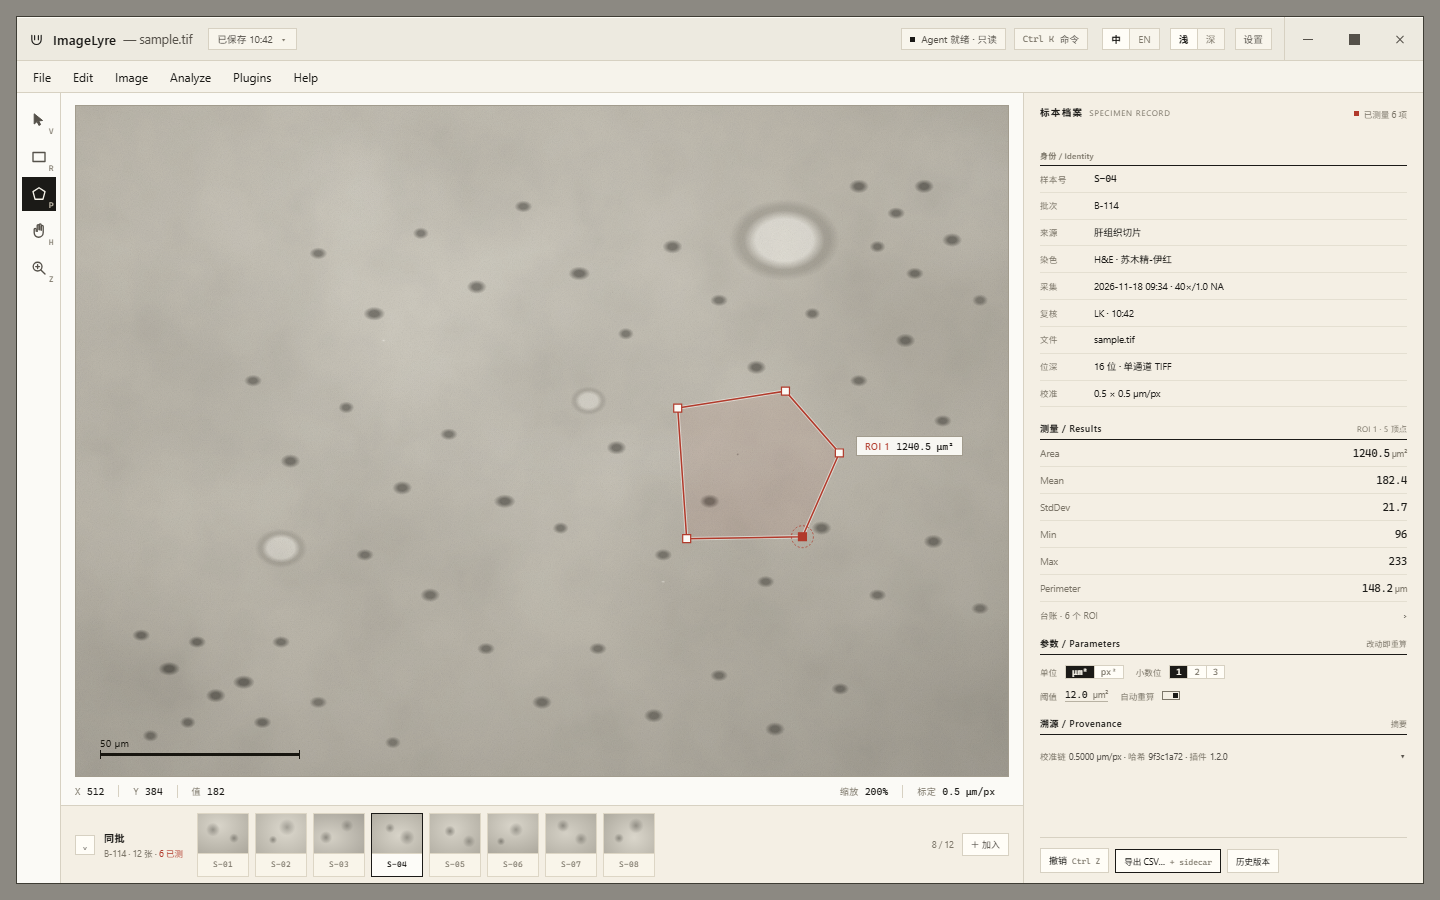 ImageLyre — sample.tif 已保存 10:42
Agent 就绪 · 只读 Ctrl K 命令 中 EN 浅 深 设置
File Edit Image Analyze Plugins Help
V
R
P
H
Z
ROI 1 1240.5 µm²
50 µm
X 512 Y 384 值 182 缩放 200% 标定 0.5 µm/px
同批
B-114 · 12 张 · 6 已测
S-01 S-02 S-03 S-04 S-05 S-06 S-07 S-08
8 / 12 + 加入
标本档案 SPECIMEN RECORD 已测量 6 项
身份 / Identity
样本号 S-04
批次 B-114
来源 肝组织切片
染色 H&E · 苏木精-伊红
采集 2026-11-18 09:34 · 40×/1.0 NA
复核 LK · 10:42
文件 sample.tif
位深 16 位 · 单通道 TIFF
校准 0.5 × 0.5 µm/px
测量 / Results ROI 1 · 5 顶点
Area 1240.5 µm²
Mean 182.4
StdDev 21.7
Min 96
Max 233
Perimeter 148.2 µm
台账 · 6 个 ROI ›
参数 / Parameters 改动即重算
单位 µm² px² 小数位 1 2 3
阈值 12.0 µm² 自动重算
溯源 / Provenance 摘要
校准链 0.5000 µm/px · 哈希 9f3c1a72 · 插件 1.2.0
撤销 Ctrl Z 导出 CSV... + sidecar 历史版本